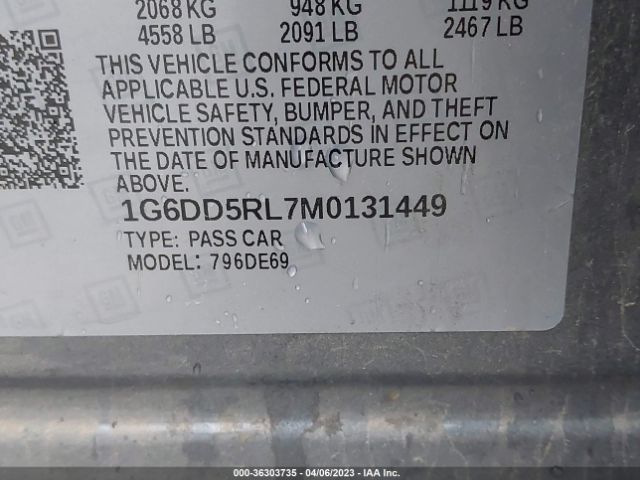 2068 KG 948 KG 1119 KG
4558 LB 2091 LB 2467 LB
THIS VEHICLE CONFORMS TO ALL
APPLICABLE U.S. FEDERAL MOTOR
VEHICLE SAFETY, BUMPER, AND THEFT
PREVENTION STANDARDS IN EFFECT ON
THE DATE OF MANUFACTURE SHOWN
ABOVE.
1G6DD5RL7M0131449
TYPE: PASS CAR
MODEL: 796DE69
000-36303735 - 04/06/2023 - IAA Inc.